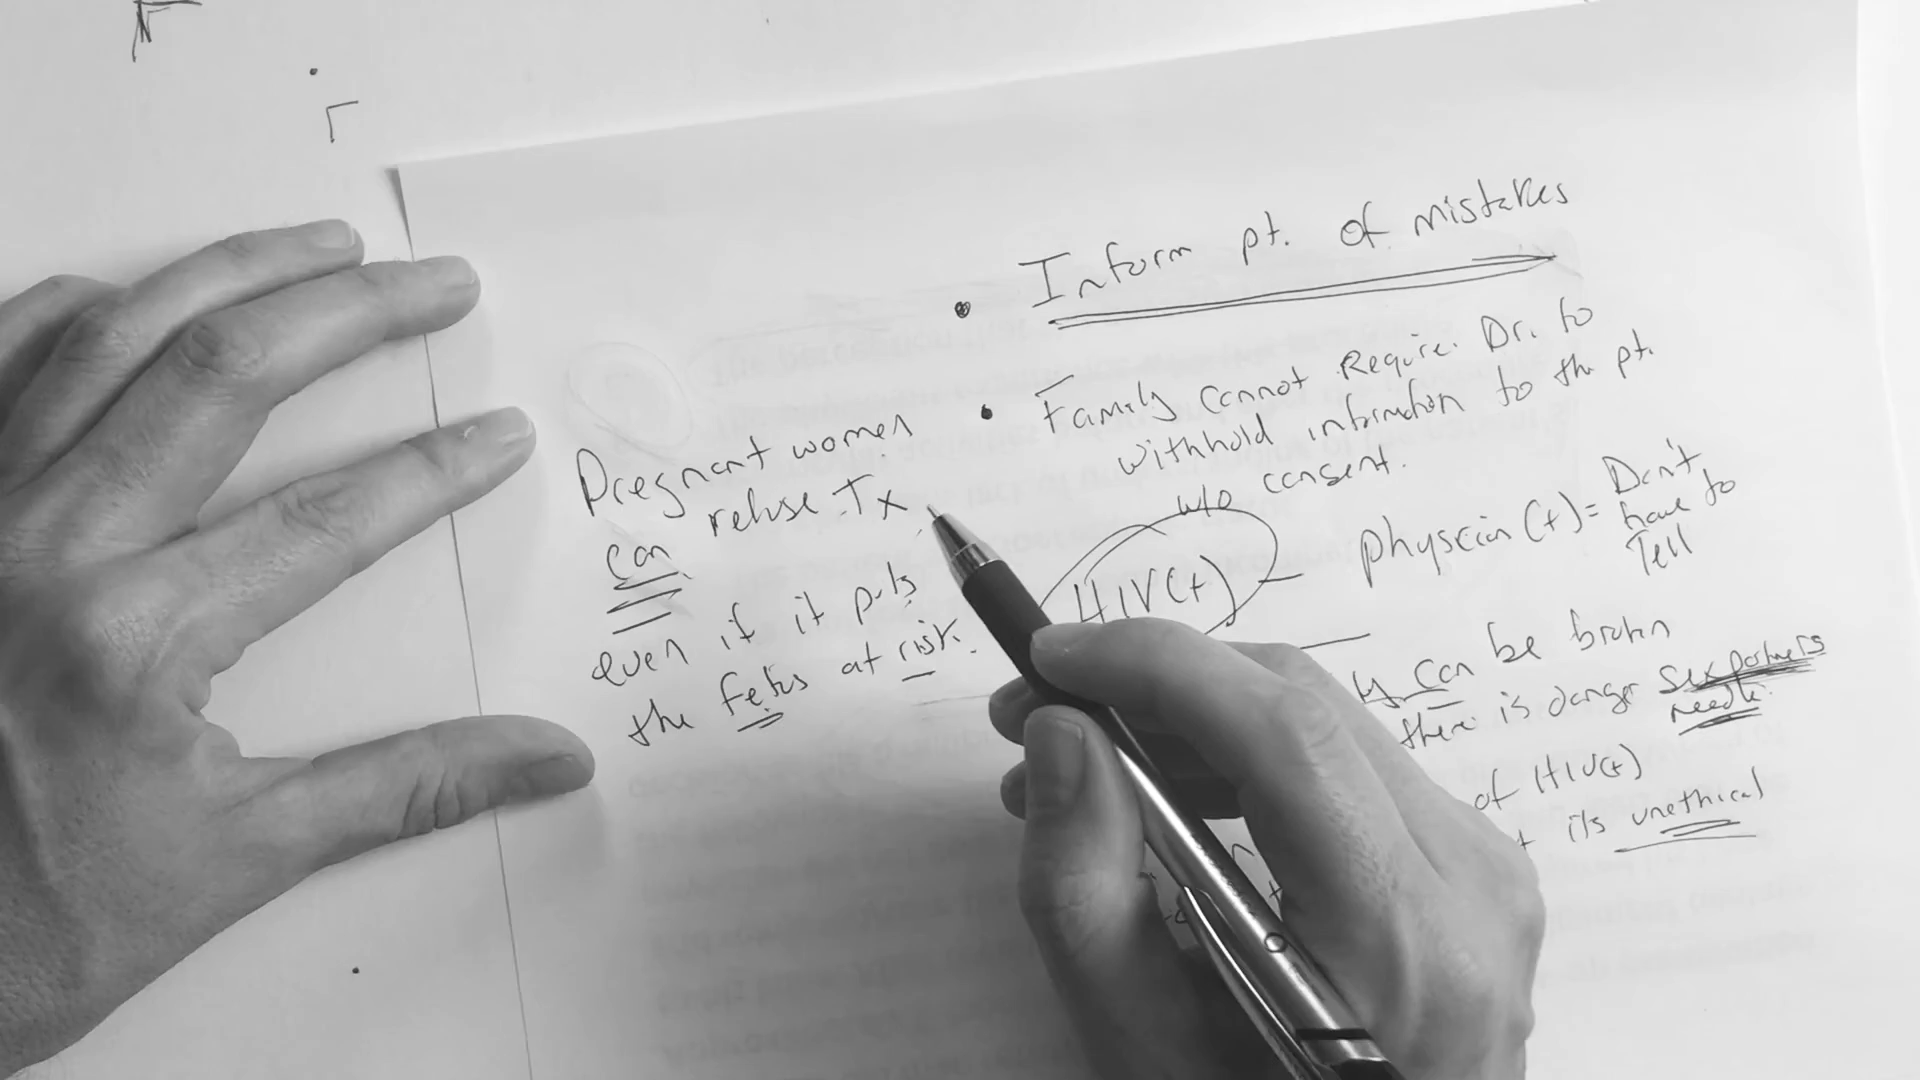 • Inform pt. of mistakes
• Family Cannot Require Dr. to
withhold information to the pt.
w/o consent.
Pregnant women
can refuse Tx
even if it puts
the fetus at risk.
HIV(+) – physician (+) = Don't
have to
Tell
ly Can be broken
there is danger sex partners
needle.
of HIV(+)
its unethical